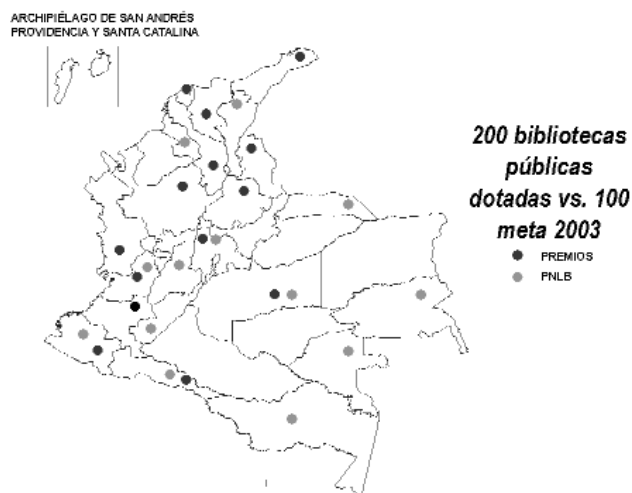 ARCHIPIÉLAGO DE SAN ANDRÉS
PROVIDENCIA Y SANTA CATALINA
200 bibliotecas
públicas
dotadas vs. 100
meta 2003
PREMIOS
PNLB